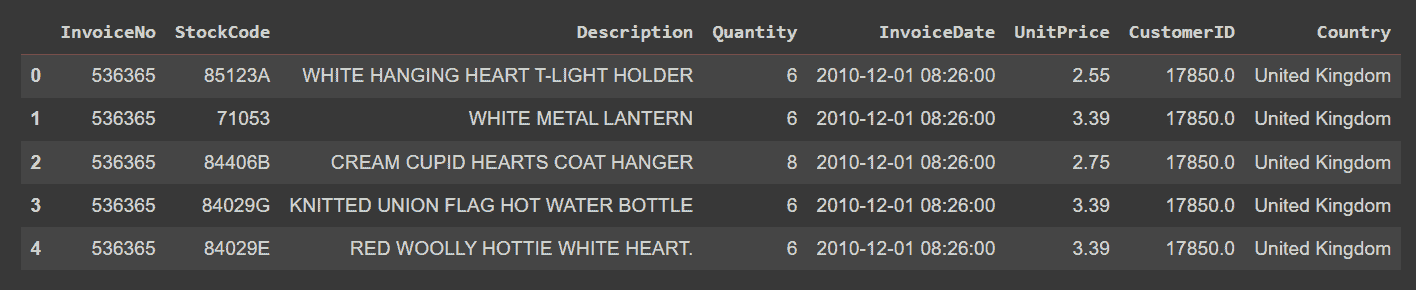 InvoiceNo StockCode Description Quantity InvoiceDate UnitPrice CustomerID Country
0 536365 85123A WHITE HANGING HEART T-LIGHT HOLDER 6 2010-12-01 08:26:00 2.55 17850.0 United Kingdom
1 536365 71053 WHITE METAL LANTERN 6 2010-12-01 08:26:00 3.39 17850.0 United Kingdom
2 536365 84406B CREAM CUPID HEARTS COAT HANGER 8 2010-12-01 08:26:00 2.75 17850.0 United Kingdom
3 536365 84029G KNITTED UNION FLAG HOT WATER BOTTLE 6 2010-12-01 08:26:00 3.39 17850.0 United Kingdom
4 536365 84029E RED WOOLLY HOTTIE WHITE HEART. 6 2010-12-01 08:26:00 3.39 17850.0 United Kingdom